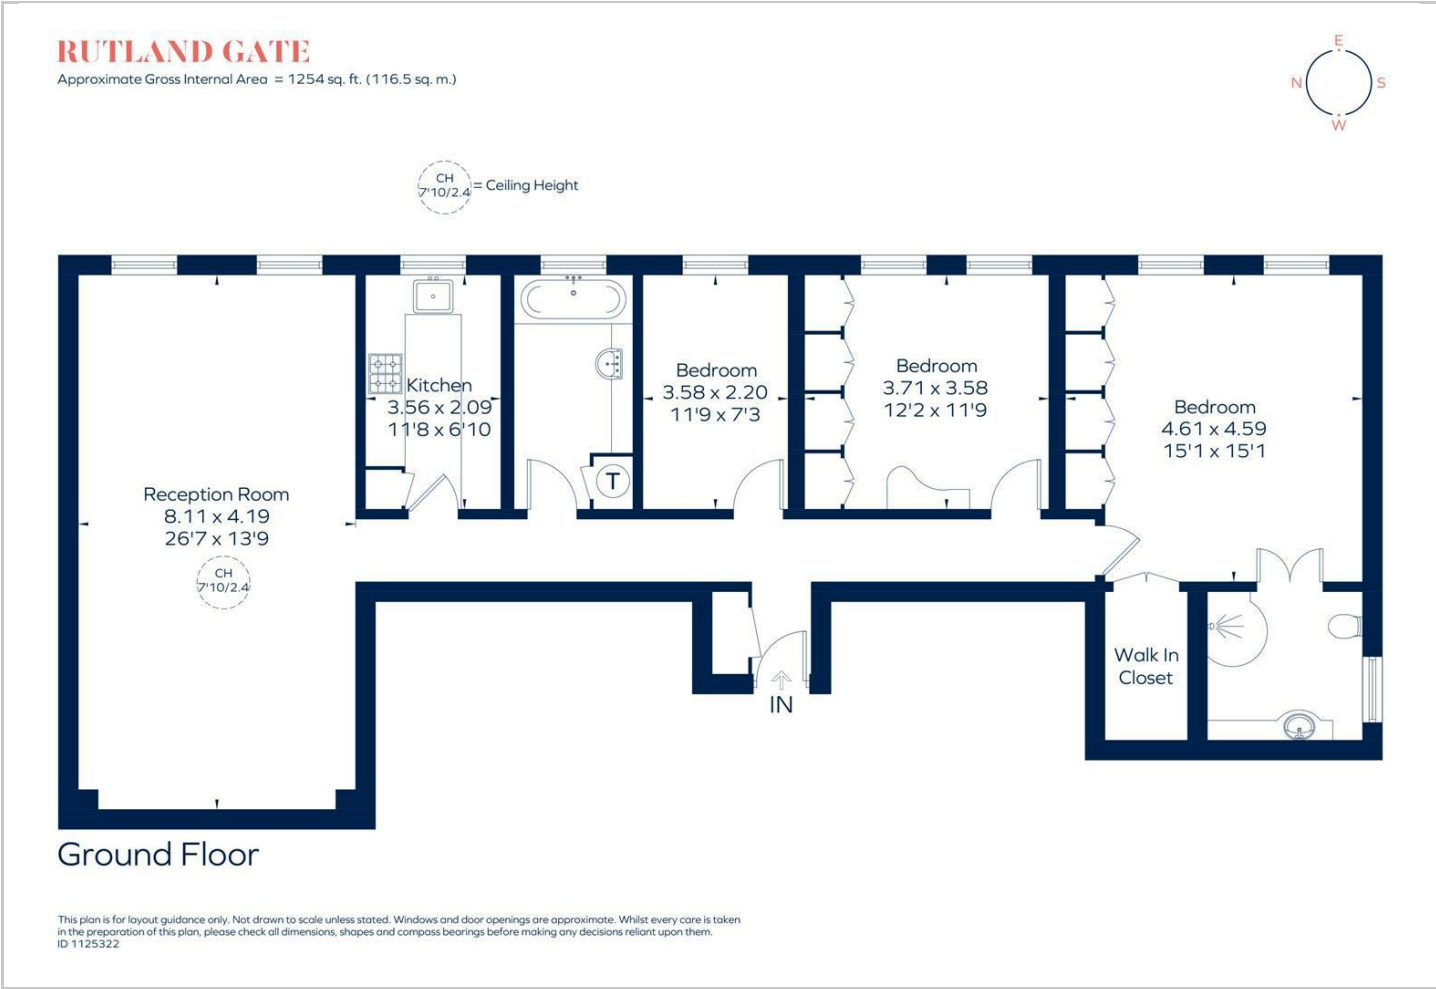 RUTLAND GATE
Approximate Gross Internal Area = 1254 sq. ft. (116.5 sq. m.)
E
N
S
W
CH
7'10/2.4
= Ceiling Height
Kitchen
3.56 x 2.09
11'8 x 6'10
Bedroom
3.58 x 2.20
11'9 x 7'3
Bedroom
3.71 x 3.58
12'2 x 11'9
Bedroom
4.61 x 4.59
15'1 x 15'1
T
Reception Room
8.11 x 4.19
26'7 x 13'9
CH
7'10/2.4
Walk In
Closet
IN
Ground Floor
This plan is for layout guidance only. Not drawn to scale unless stated. Windows and door openings are approximate. Whilst every care is taken
in the preparation of this plan, please check all dimensions, shapes and compass bearings before making any decisions reliant upon them.
ID 1125322